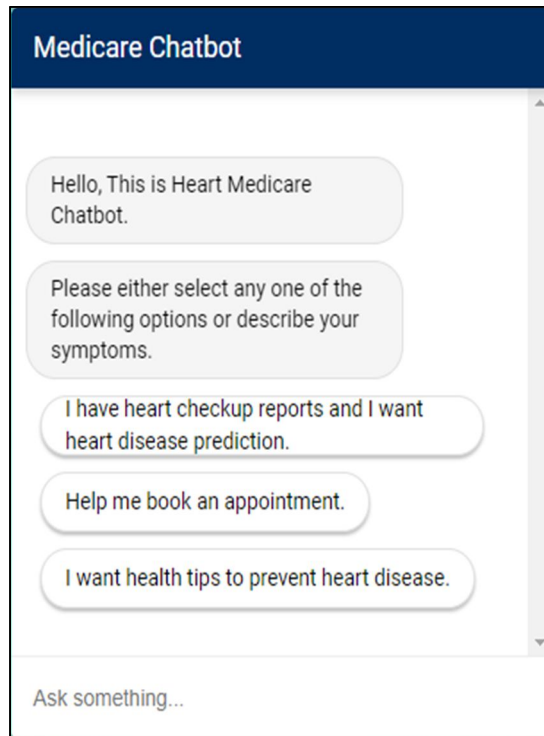 Medicare Chatbot
Hello, This is Heart Medicare
Chatbot.
Please either select any one of the
following options or describe your
symptoms.
I have heart checkup reports and I want
heart disease prediction.
Help me book an appointment.
I want health tips to prevent heart disease.
Ask something...